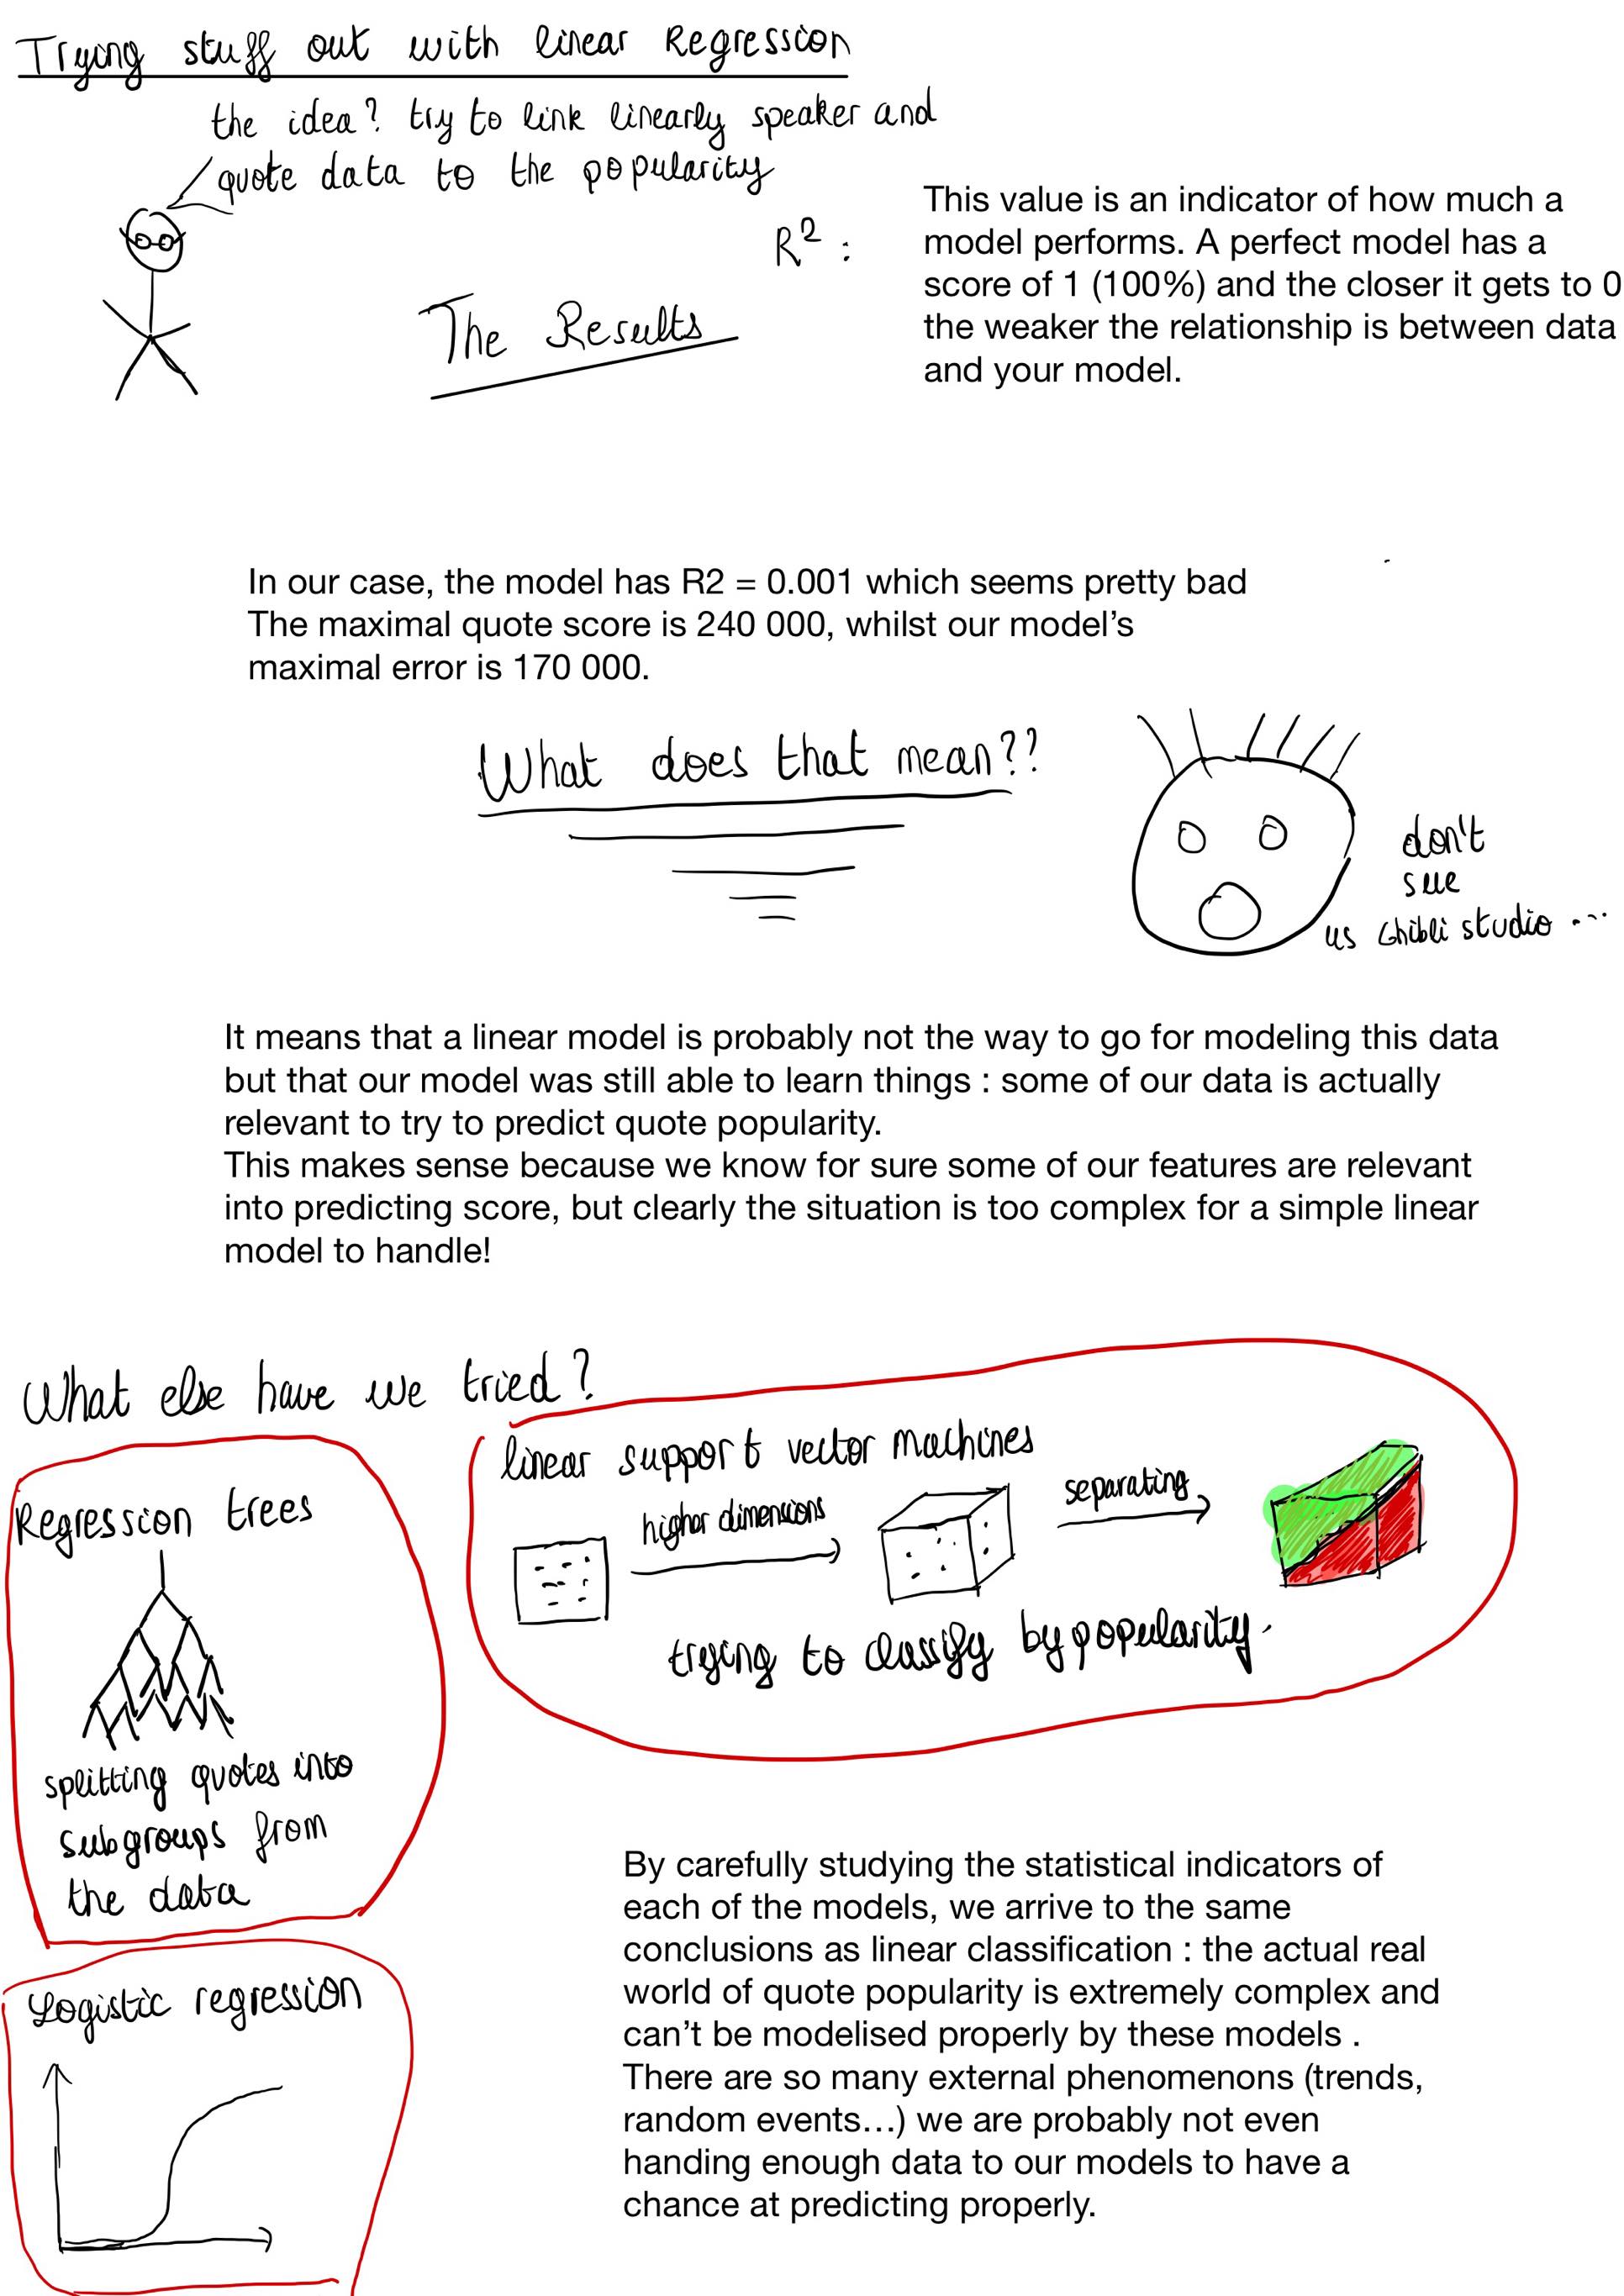 Trying stuff out with linear Regression
the idea? try to link linearly speaker and
quote data to the popularity
R² :
This value is an indicator of how much a
model performs. A perfect model has a
score of 1 (100%) and the closer it gets to 0
the weaker the relationship is between data
and your model.
The Results
In our case, the model has R2 = 0.001 which seems pretty bad
The maximal quote score is 240 000, whilst our model's
maximal error is 170 000.
What does that mean??
don't
sue
us Ghibli studio ...
It means that a linear model is probably not the way to go for modeling this data
but that our model was still able to learn things : some of our data is actually
relevant to try to predict quote popularity.
This makes sense because we know for sure some of our features are relevant
into predicting score, but clearly the situation is too complex for a simple linear
model to handle!
What else have we tried?
Regression trees
splitting quotes into
subgroups from
the data
linear support vector machines
higher dimensions
separating
trying to classify by popularity.
Logistic regression
By carefully studying the statistical indicators of
each of the models, we arrive to the same
conclusions as linear classification : the actual real
world of quote popularity is extremely complex and
can't be modelised properly by these models .
There are so many external phenomenons (trends,
random events...) we are probably not even
handing enough data to our models to have a
chance at predicting properly.